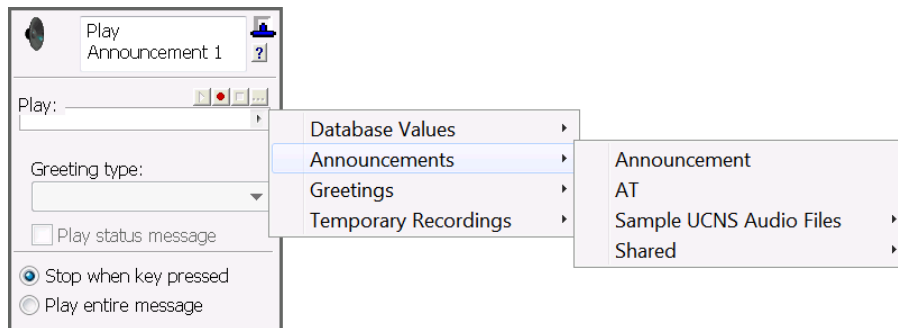 Play
Announcement 1
?
Play:
...
Greeting type:
Play status message
Stop when key pressed
Play entire message
Database Values
Announcements
Greetings
Temporary Recordings
Announcement
AT
Sample UCNS Audio Files
Shared